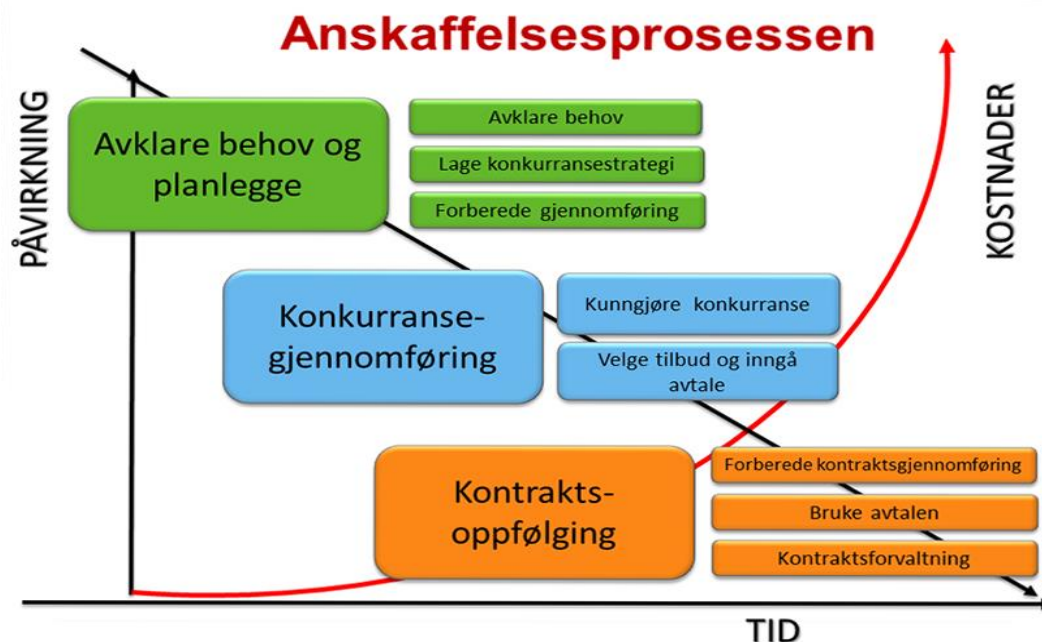 Anskaffelsesprosessen
PÅVIRKNING
KOSTNADER
Avklare behov og
planlegge
Avklare behov
Lage konkurransestrategi
Forberede gjennomføring
Konkurranse-
gjennomføring
Kunngjøre konkurranse
Velge tilbud og inngå
avtale
Kontrakts-
oppfølging
Forberede kontraktsgjennomføring
Bruke avtalen
Kontraktsforvaltning
TID